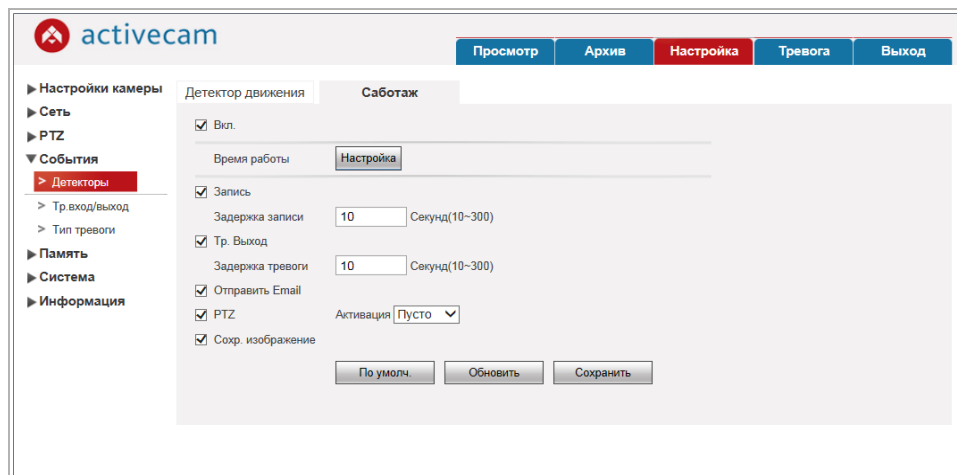 activecam
Просмотр Архив Настройка Тревога Выход
Настройки камеры
Сеть
PTZ
События
> Детекторы
> Тр.вход/выход
> Тип тревоги
Память
Система
Информация
Детектор движения Саботаж
Вкл.
Время работы Настройка
Запись
Задержка записи 10 Секунд(10~300)
Тр. Выход
Задержка тревоги 10 Секунд(10~300)
Отправить Email
PTZ Активация Пусто
Сохр. изображение
По умолч. Обновить Сохранить